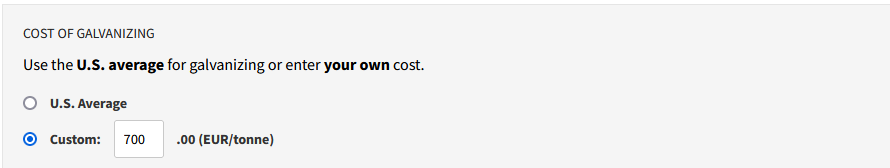 COST OF GALVANIZING
Use the U.S. average for galvanizing or enter your own cost.
U.S. Average
Custom: 700 .00 (EUR/tonne)